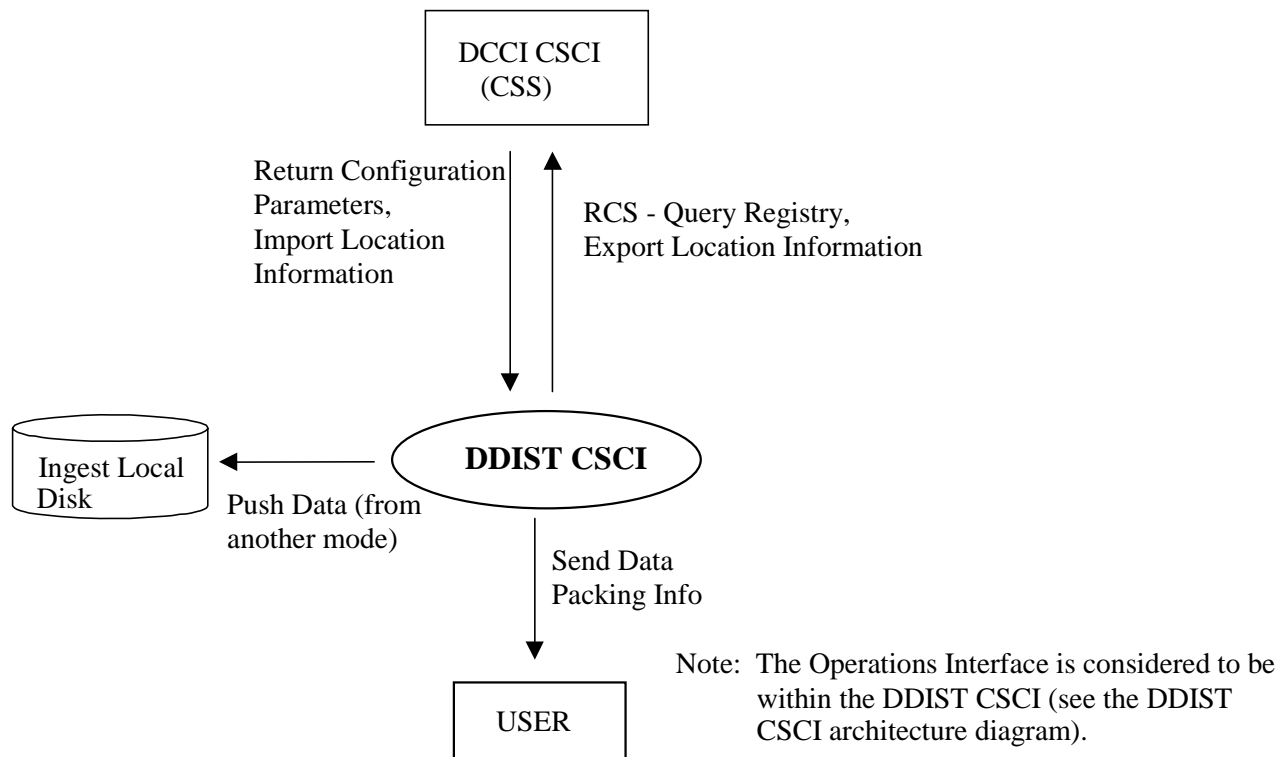 DCCI CSCI
(CSS)
Return Configuration
Parameters,
Import Location
Information
RCS - Query Registry,
Export Location Information
DDIST CSCI
Ingest Local
Disk
Push Data (from
another mode)
Send Data
Packing Info
USER
Note: The Operations Interface is considered to be
within the DDIST CSCI (see the DDIST
CSCI architecture diagram).